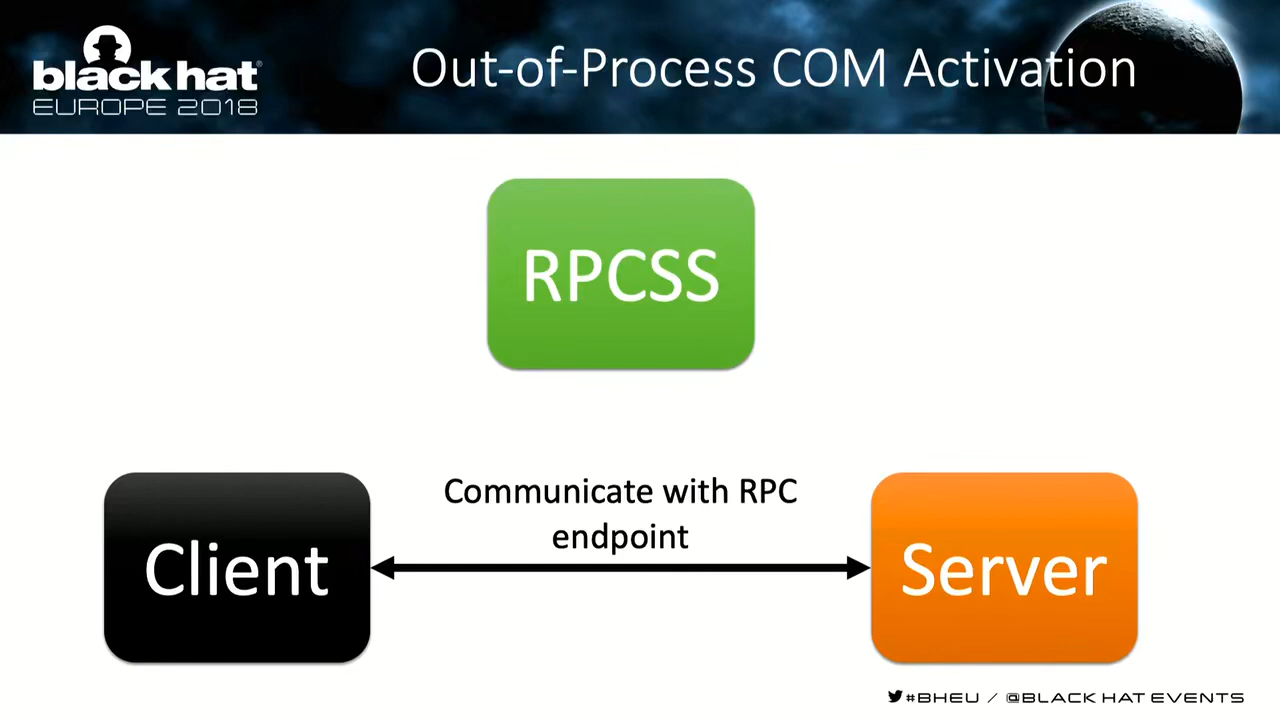 black hat®
EUROPE 2018
Out-of-Process COM Activation
RPCSS
Communicate with RPC
endpoint
Client
Server
#BHEU / @BLACK HAT EVENTS